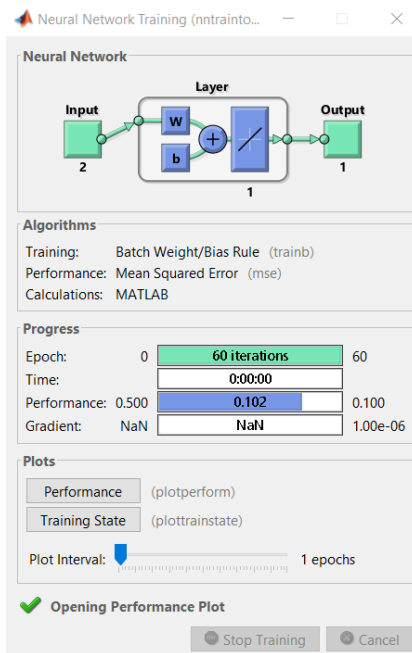 Neural Network Training (nntrainto...
Neural Network
Layer
Input
Output
W
b
+
2
1
1
Algorithms
Training: Batch Weight/Bias Rule (trainb)
Performance: Mean Squared Error (mse)
Calculations: MATLAB
Progress
Epoch: 0 60 iterations 60
Time: 0:00:00
Performance: 0.500 0.102 0.100
Gradient: NaN NaN 1.00e-06
Plots
Performance (plotperform)
Training State (plottrainstate)
Plot Interval: 1 epochs
Opening Performance Plot
Stop Training Cancel